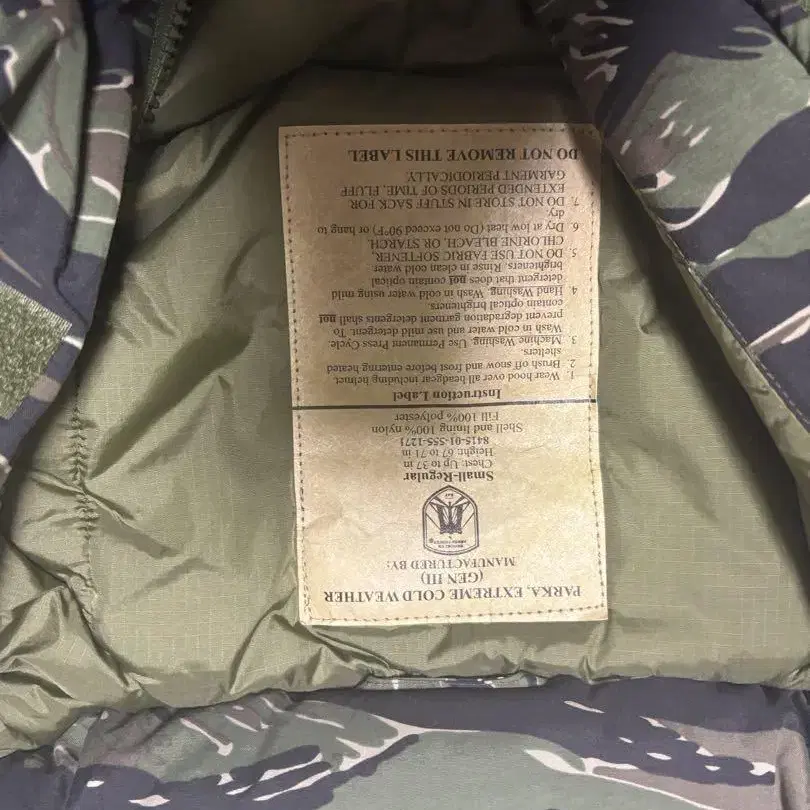 PARKA, EXTREME COLD WEATHER
(GEN III)
MANUFACTURED BY:
Small-Regular
Chest: Up to 37 in
Height: 67 to 71 in
8415-01-555-1271
Shell and lining 100% nylon
Fill 100% polyester
Instruction Label
1. Wear hood over all headgear including helmet.
2. Brush off snow and frost before entering heated
shelters.
3. Machine Washing. Use Permanent Press Cycle.
Wash in cold water and use mild detergent. To
prevent degradation garment detergents shall not
contain optical brighteners.
4. Hand Washing. Wash in cold water using mild
detergent that does not contain optical
brighteners. Rinse in clean cold water
5. DO NOT USE FABRIC SOFTENER,
CHLORINE BLEACH, OR STARCH.
6. Dry at low heat (Do not exceed 90°F) or hang to
dry.
7. DO NOT STORE IN STUFF SACK FOR
EXTENDED PERIODS OF TIME, FLUFF
GARMENT PERIODICALLY.
DO NOT REMOVE THIS LABEL